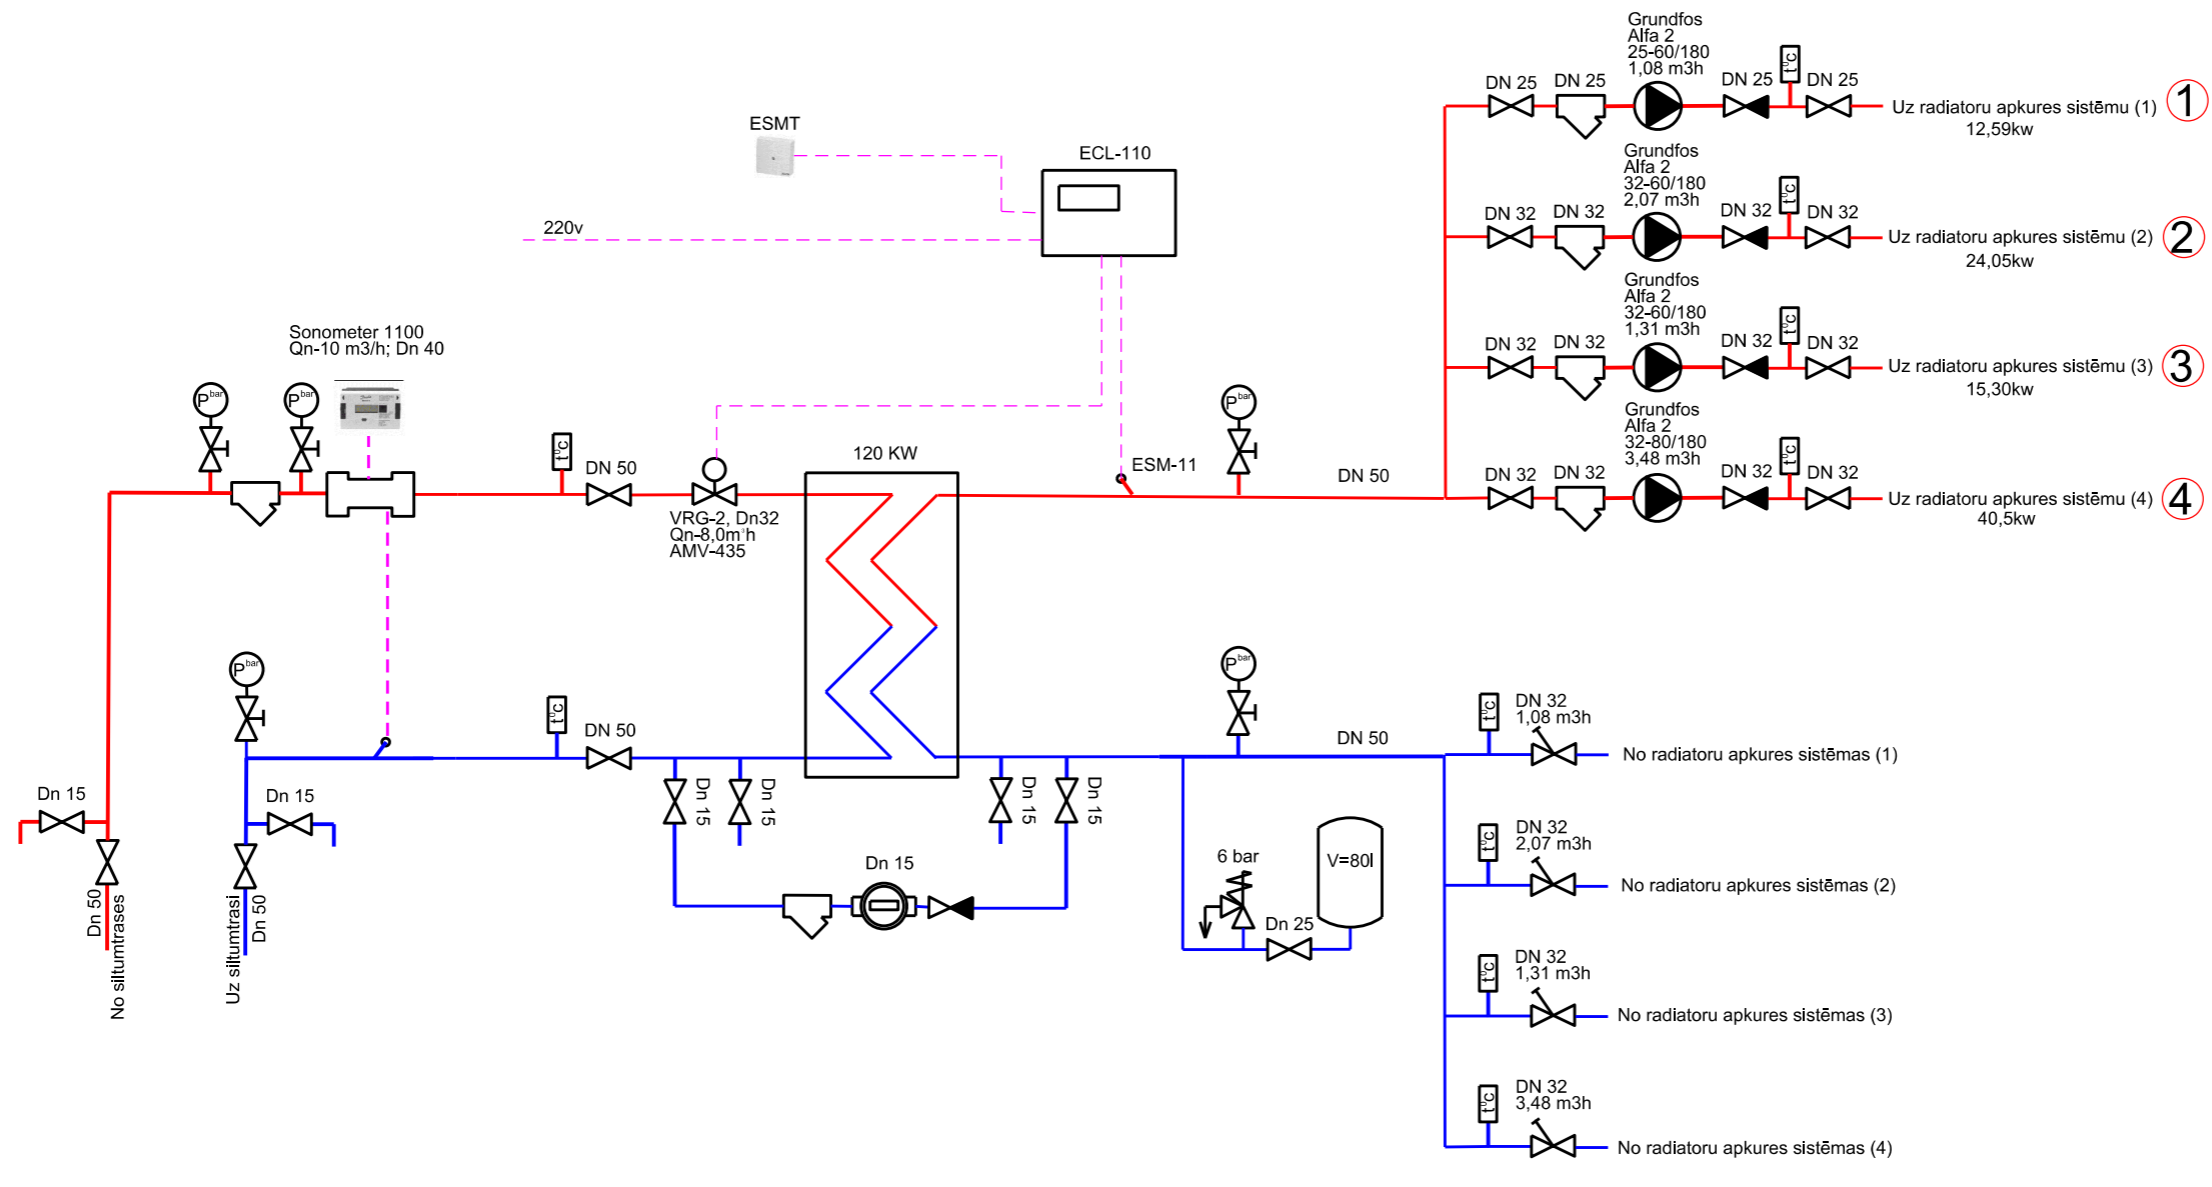 Grundfos
Alfa 2
25-60/180
1,08 m3h
DN 25
DN 25
DN 25
t°c
DN 25
Uz radiatoru apkures sistēmu (1)
12,59kw
1
ESMT
ECL-110
220v
Grundfos
Alfa 2
32-60/180
2,07 m3h
DN 32
DN 32
DN 32
t°c
DN 32
Uz radiatoru apkures sistēmu (2)
24,05kw
2
Grundfos
Alfa 2
32-60/180
1,31 m3h
DN 32
DN 32
DN 32
t°c
DN 32
Uz radiatoru apkures sistēmu (3)
15,30kw
3
Grundfos
Alfa 2
32-80/180
3,48 m3h
DN 32
DN 32
DN 32
t°c
DN 32
Uz radiatoru apkures sistēmu (4)
40,5kw
4
Sonometer 1100
Qn-10 m3/h; Dn 40
P bar
P bar
t°c
DN 50
VRG-2, Dn32
Qn-8,0m³h
AMV-435
120 KW
ESM-11
P bar
DN 50
P bar
t°c
DN 50
Dn 15
Dn 15
Dn 15
Dn 15
Dn 15
Dn 15
Dn 15
Dn 50
No siltumtrases
Uz siltumtrasi
Dn 50
P bar
DN 50
6 bar
Dn 25
V=80l
t°c
DN 32
1,08 m3h
No radiatoru apkures sistēmas (1)
t°c
DN 32
2,07 m3h
No radiatoru apkures sistēmas (2)
t°c
DN 32
1,31 m3h
No radiatoru apkures sistēmas (3)
t°c
DN 32
3,48 m3h
No radiatoru apkures sistēmas (4)